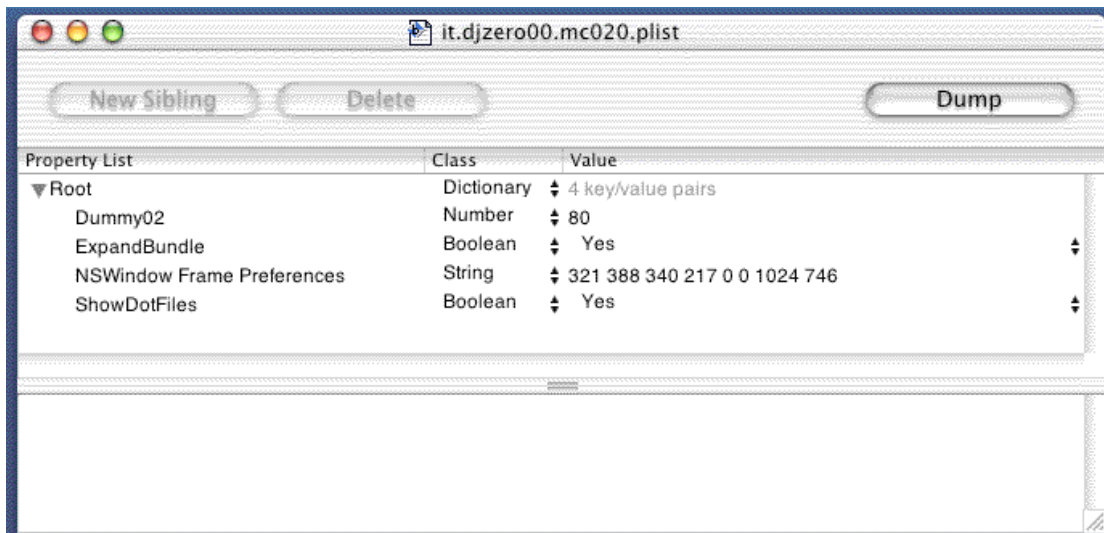 it.djzero00.mc020.plist
New Sibling Delete Dump
Property List Class Value
Root Dictionary 4 key/value pairs
Dummy02 Number 80
ExpandBundle Boolean Yes
NSWindow Frame Preferences String 321 388 340 217 0 0 1024 746
ShowDotFiles Boolean Yes